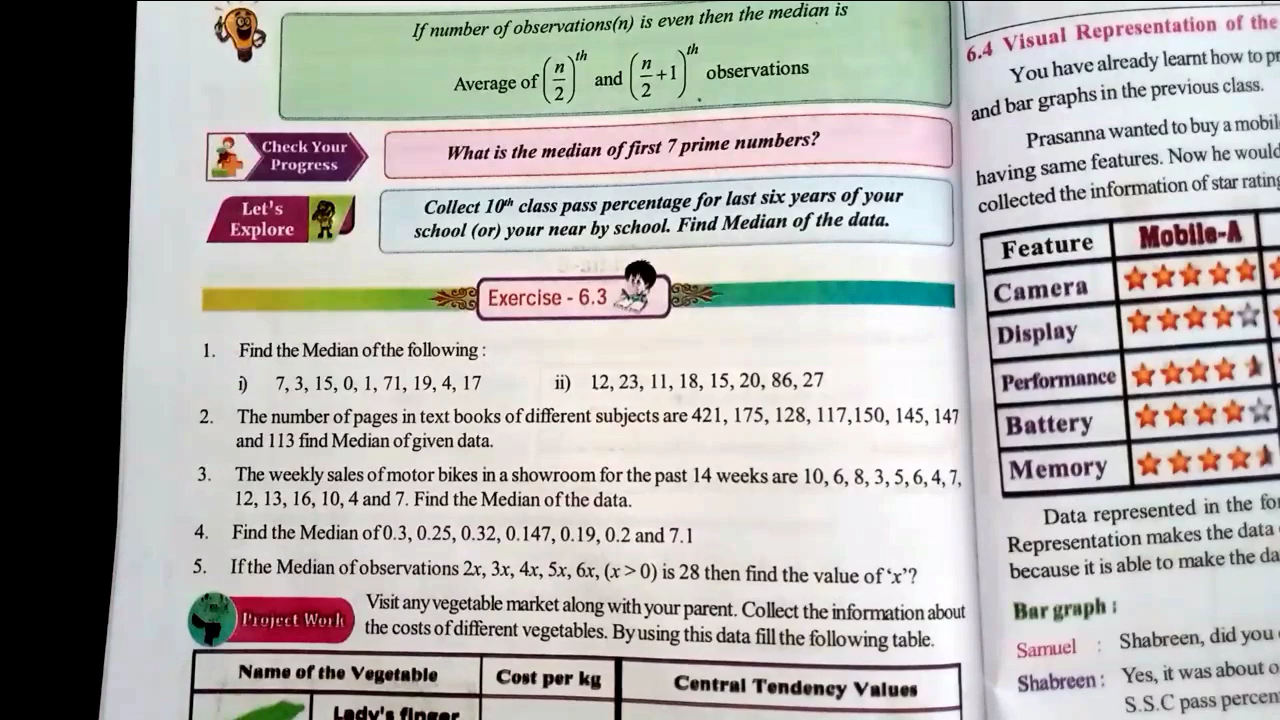 If number of observations(n) is even then the median is
Average of (n/2)th and (n/2+1)th observations
Check Your
Progress
What is the median of first 7 prime numbers?
Let's
Explore
Collect 10th class pass percentage for last six years of your
school (or) your near by school. Find Median of the data.
Exercise - 6.3
1. Find the Median of the following :
i) 7, 3, 15, 0, 1, 71, 19, 4, 17 ii) 12, 23, 11, 18, 15, 20, 86, 27
2. The number of pages in text books of different subjects are 421, 175, 128, 117,150, 145, 147
and 113 find Median of given data.
3. The weekly sales of motor bikes in a showroom for the past 14 weeks are 10, 6, 8, 3, 5, 6, 4, 7,
12, 13, 16, 10, 4 and 7. Find the Median of the data.
4. Find the Median of 0.3, 0.25, 0.32, 0.147, 0.19, 0.2 and 7.1
5. If the Median of observations 2x, 3x, 4x, 5x, 6x, (x > 0) is 28 then find the value of 'x'?
Project Work
Visit any vegetable market along with your parent. Collect the information about
the costs of different vegetables. By using this data fill the following table.
Name of the Vegetable Cost per kg Central Tendency Values
Lady's finger
6.4 Visual Representation of the
You have already learnt how to
and bar graphs in the previous class.
Prasanna wanted to buy a
having same features. Now he would
collected the information of star
Feature Mobile-A
Camera
Display
Performance
Battery
Memory
Data represented in the
Representation makes the data
because it is able to make the
Bar graph :
Samuel : Shabreen, did you
Shabreen : Yes, it was about
S.S.C pass